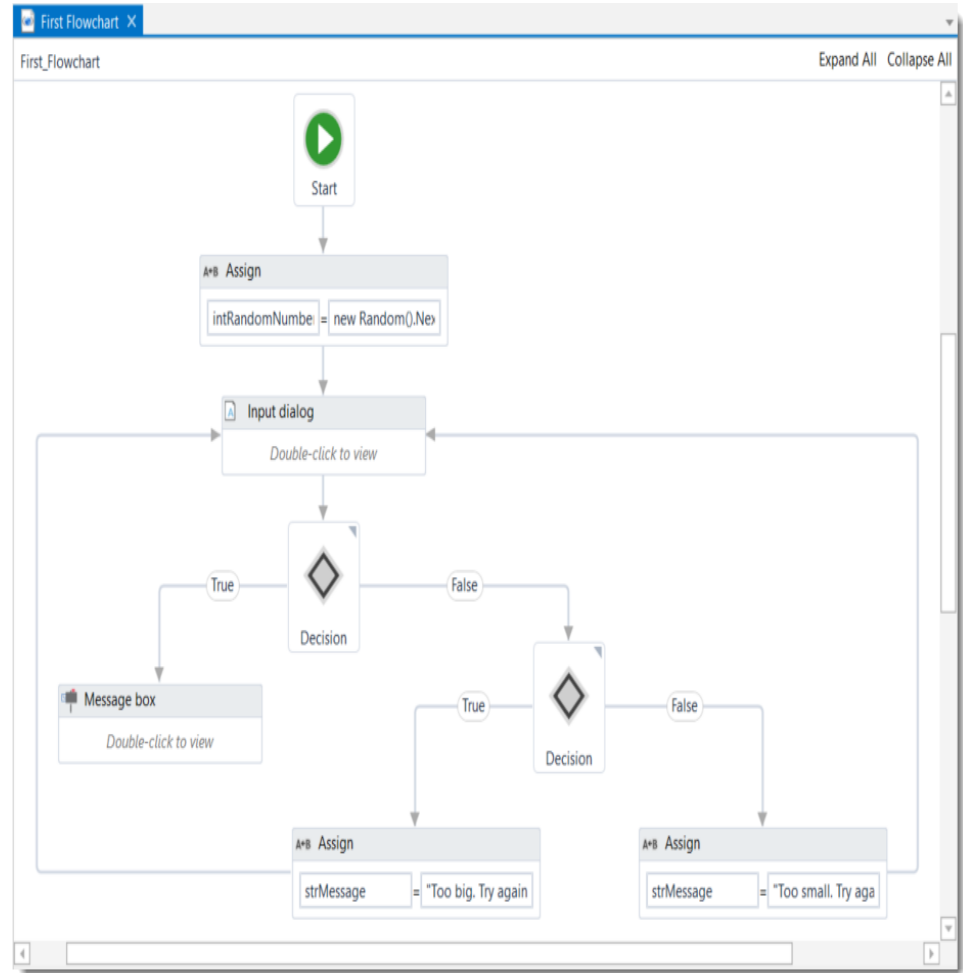 First Flowchart
First_Flowchart
Expand All Collapse All
Start
A+B Assign
intRandomNumbe = new Random().Nex
Input dialog
Double-click to view
True
False
Decision
Message box
Double-click to view
True
False
Decision
A+B Assign
strMessage = "Too big. Try again
A+B Assign
strMessage = "Too small. Try aga